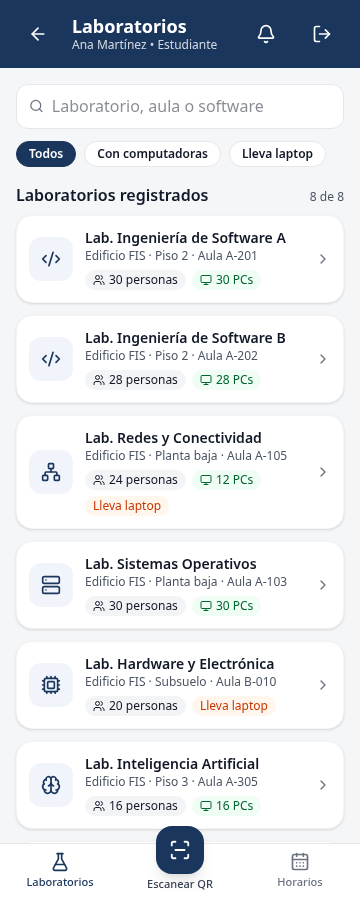 Laboratorios
Ana Martínez • Estudiante
Laboratorio, aula o software
Todos
Con computadoras
Lleva laptop
Laboratorios registrados
8 de 8
Lab. Ingeniería de Software A
Edificio FIS · Piso 2 · Aula A-201
30 personas
30 PCs
Lab. Ingeniería de Software B
Edificio FIS · Piso 2 · Aula A-202
28 personas
28 PCs
Lab. Redes y Conectividad
Edificio FIS · Planta baja · Aula A-105
24 personas
12 PCs
Lleva laptop
Lab. Sistemas Operativos
Edificio FIS · Planta baja · Aula A-103
30 personas
30 PCs
Lab. Hardware y Electrónica
Edificio FIS · Subsuelo · Aula B-010
20 personas
Lleva laptop
Lab. Inteligencia Artificial
Edificio FIS · Piso 3 · Aula A-305
16 personas
16 PCs
Laboratorios
Escanear QR
Horarios